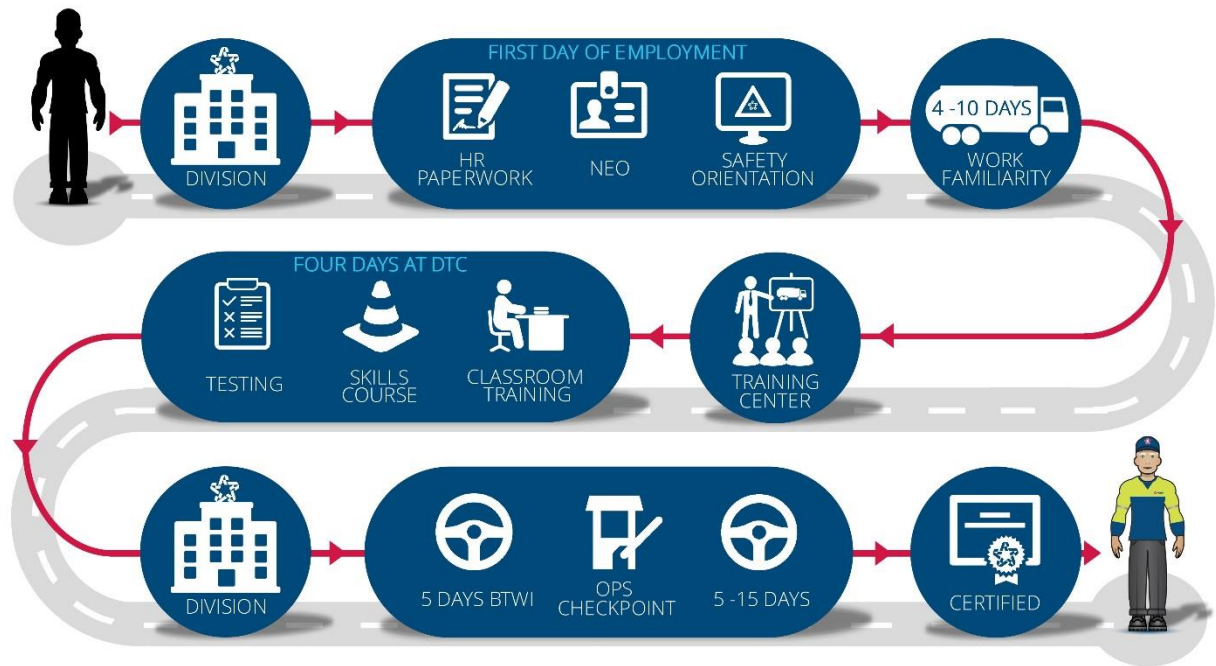 FIRST DAY OF EMPLOYMENT
DIVISION
HR
PAPERWORK
NEO
SAFETY
ORIENTATION
4 -10 DAYS
WORK
FAMILIARITY
FOUR DAYS AT DTC
TESTING
SKILLS
COURSE
CLASSROOM
TRAINING
TRAINING
CENTER
DIVISION
5 DAYS BTWI
OPS
CHECKPOINT
5 -15 DAYS
CERTIFIED